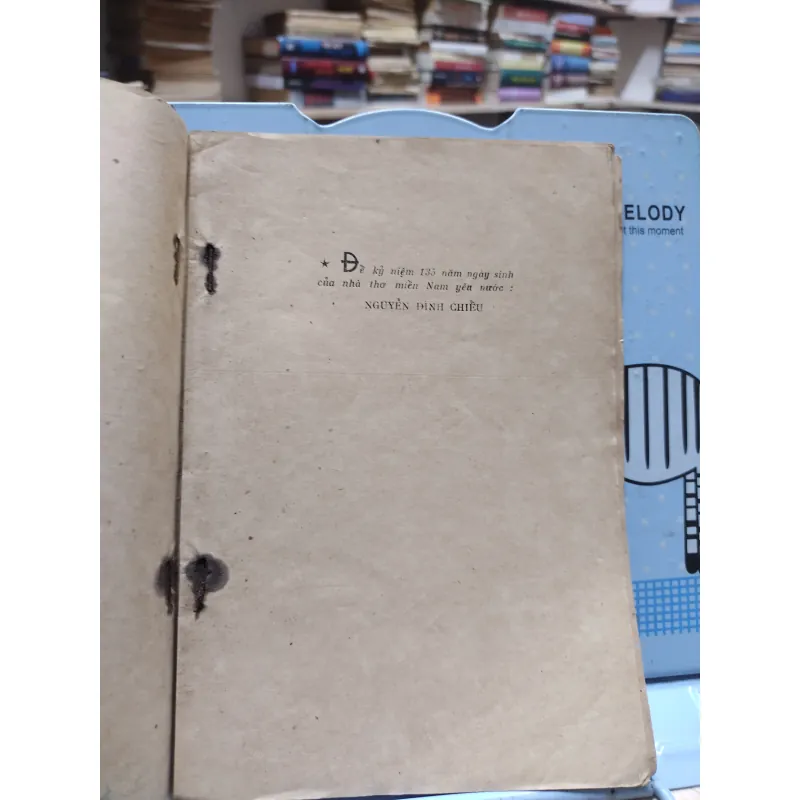 ★ Để kỷ niệm 135 năm ngày sinh
của nhà thơ miền Nam yêu nước :
NGUYỄN ĐÌNH CHIỂU
ELODY
t this moment